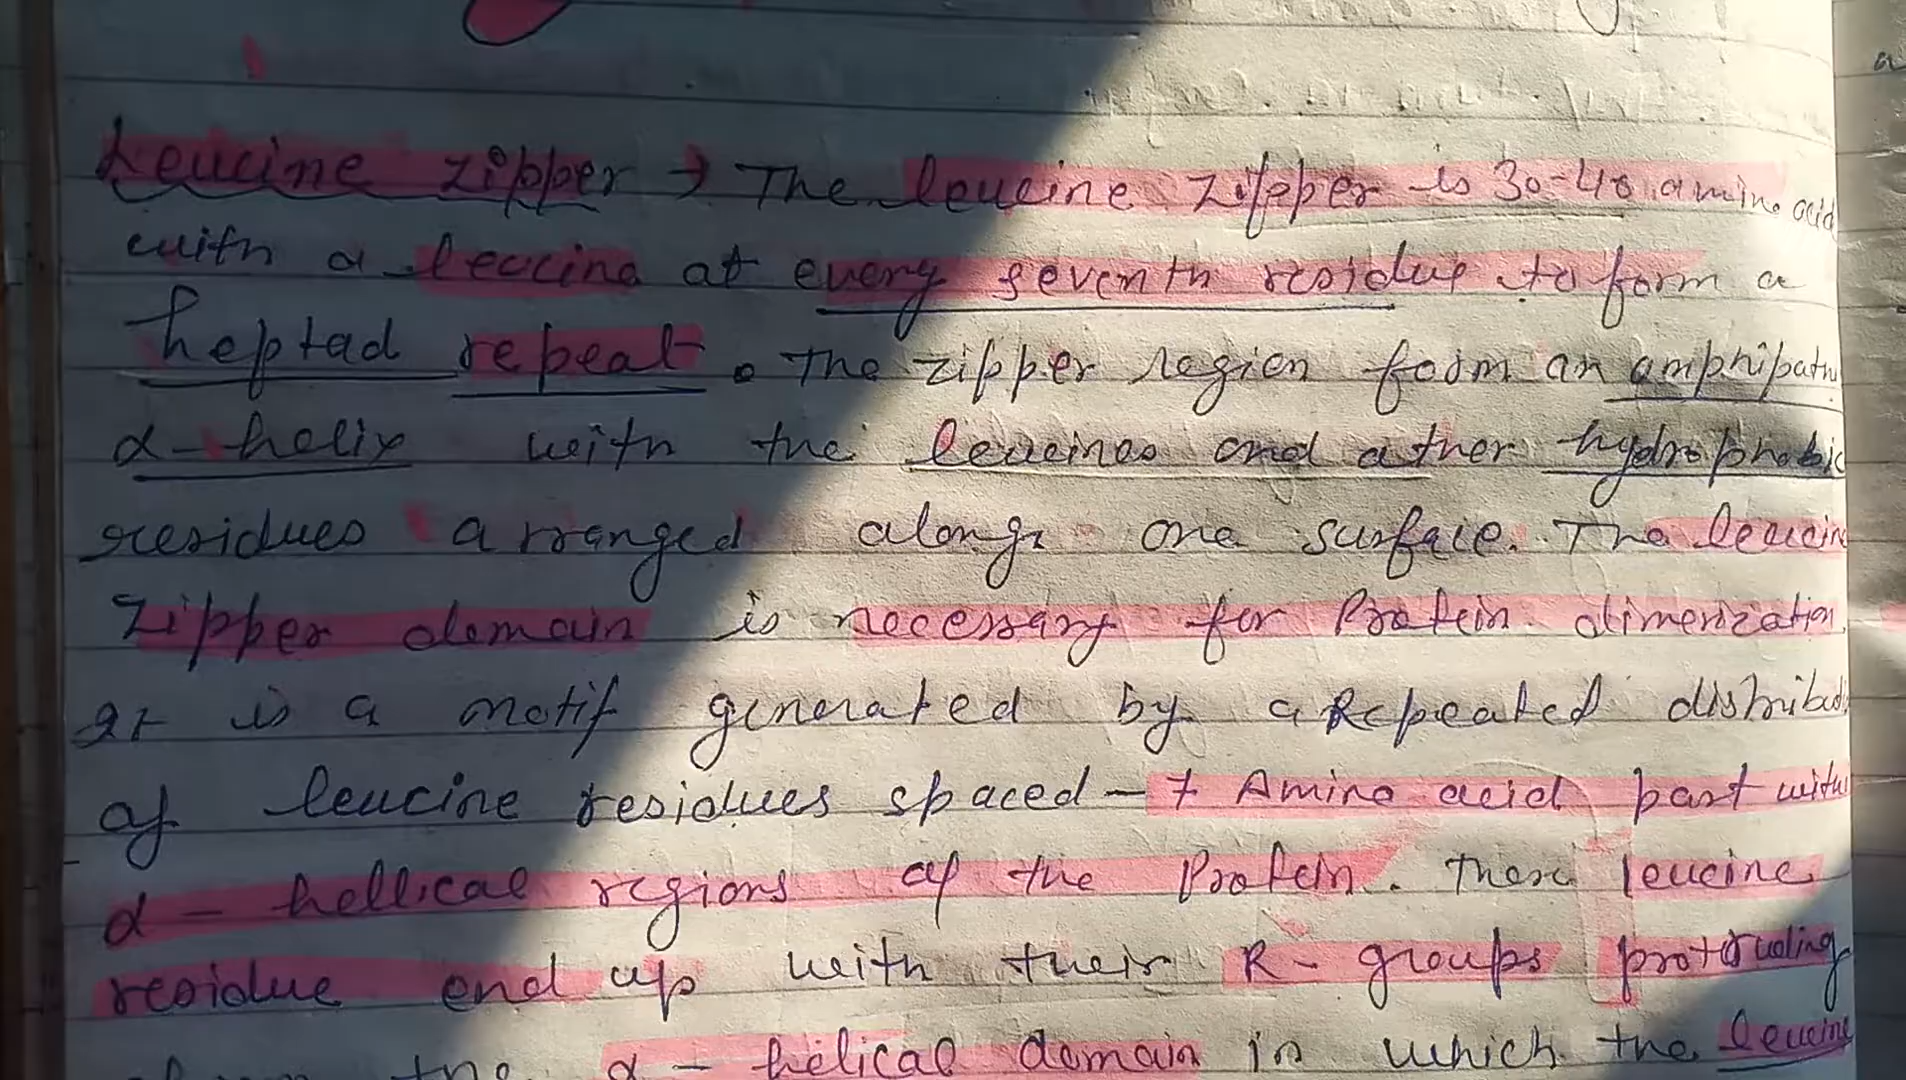 Leucine zipper → The leucine zipper is 30-40 amino acid
with a leucine at every seventh residue to form a
heptad repeat. The zipper region form an amphipath
α-helix with the leucines and other hydrophobic
residues arranged along one surface. The leucine
zipper domain is necessary for Protein dimerization
It is a motif generated by a Repeated distribu
of leucine residues spaced - 7 Amino acid part with
α - hellical regions of the Protein. These leucine
residue end up with their R- groups protruding
the α - helical domain in which the leucine